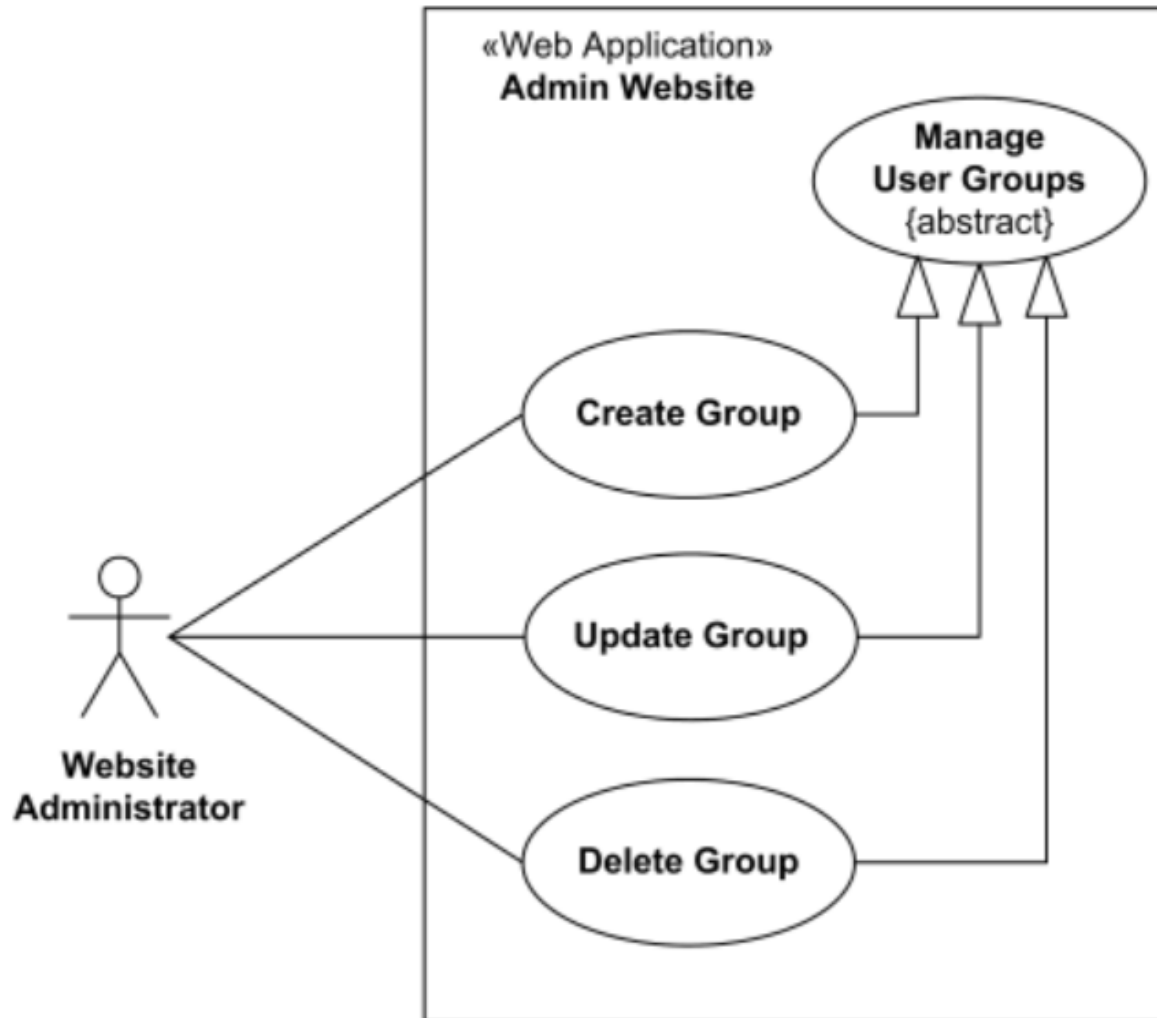 «Web Application»
Admin Website
Manage
User Groups
{abstract}
Create Group
Update Group
Website
Administrator
Delete Group